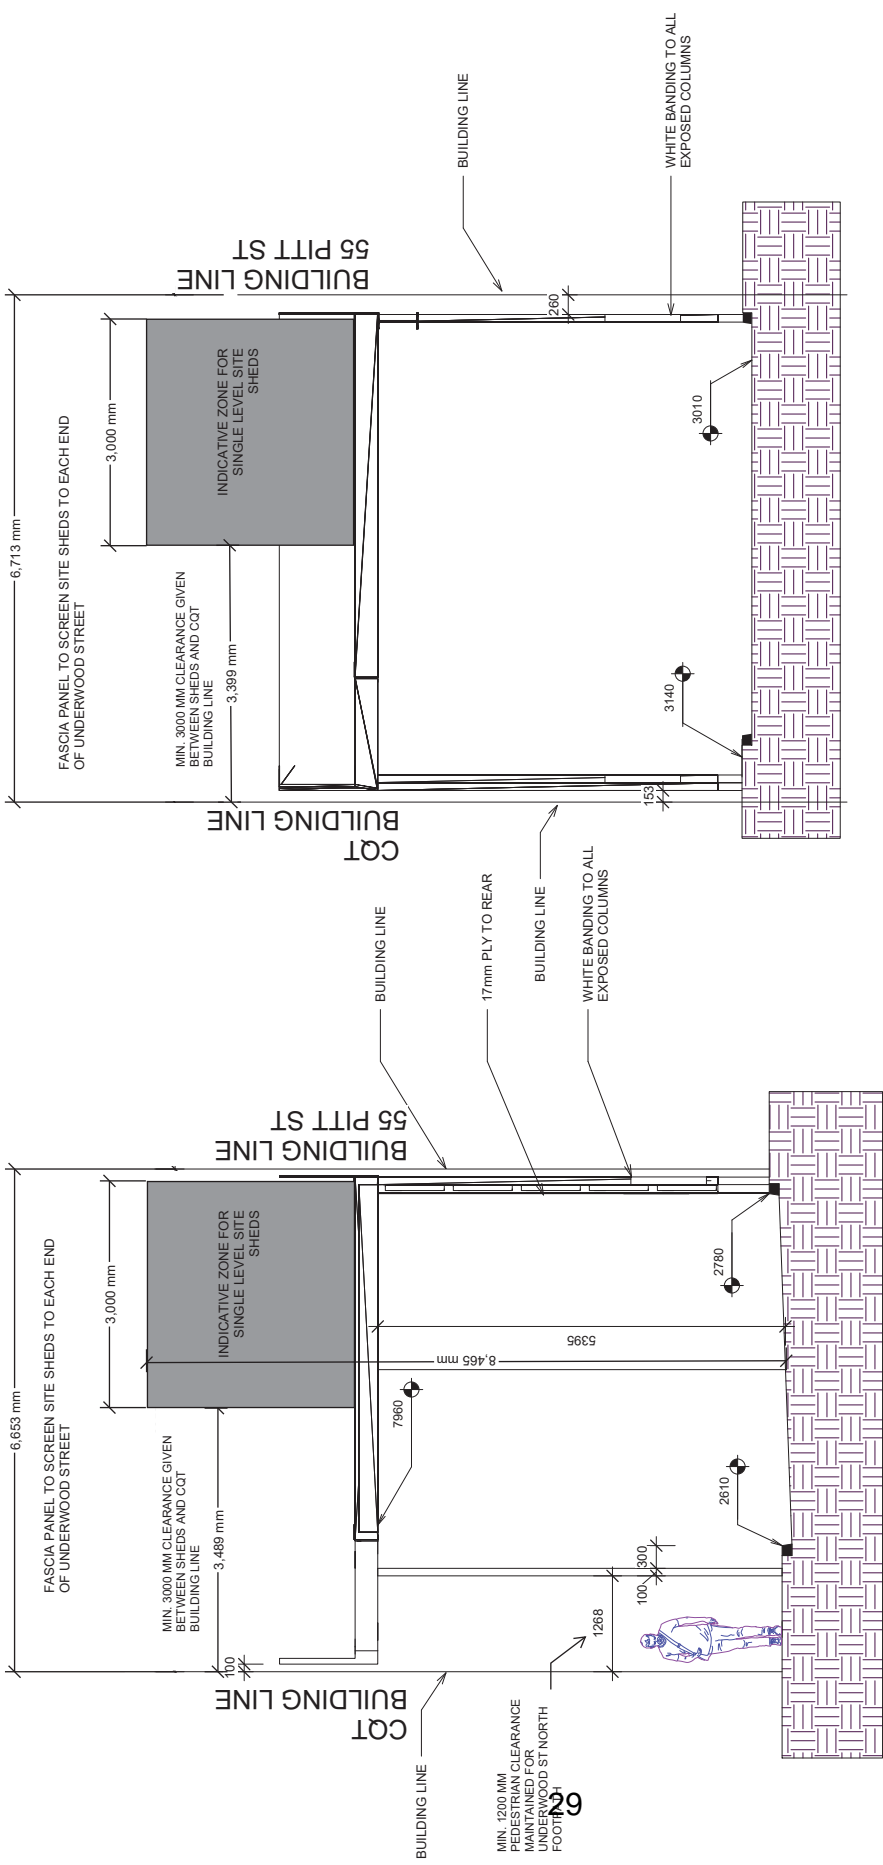 6,653 mm
FASCIA PANEL TO SCREEN SITE SHEDS TO EACH END
OF UNDERWOOD STREET
3,000 mm
MIN. 3000 MM CLEARANCE GIVEN
BETWEEN SHEDS AND CQT
BUILDING LINE
3,489 mm
INDICATIVE ZONE FOR
SINGLE LEVEL SITE
SHEDS
100
CQT
BUILDING LINE
BUILDING LINE
55 PITT ST
BUILDING LINE
BUILDING LINE
7960
8,465 mm
5395
17mm PLY TO REAR
WHITE BANDING TO ALL
EXPOSED COLUMNS
MIN. 1200 MM
PEDESTRIAN CLEARANCE
MAINTAINED FOR
UNDERWOOD ST NORTH
FOOTPATH
1268
100
300
2610
2780
6,713 mm
FASCIA PANEL TO SCREEN SITE SHEDS TO EACH END
OF UNDERWOOD STREET
3,000 mm
MIN. 3000 MM CLEARANCE GIVEN
BETWEEN SHEDS AND CQT
BUILDING LINE
3,399 mm
INDICATIVE ZONE FOR
SINGLE LEVEL SITE
SHEDS
CQT
BUILDING LINE
BUILDING LINE
55 PITT ST
BUILDING LINE
BUILDING LINE
260
153
WHITE BANDING TO ALL
EXPOSED COLUMNS
3140
3010
29